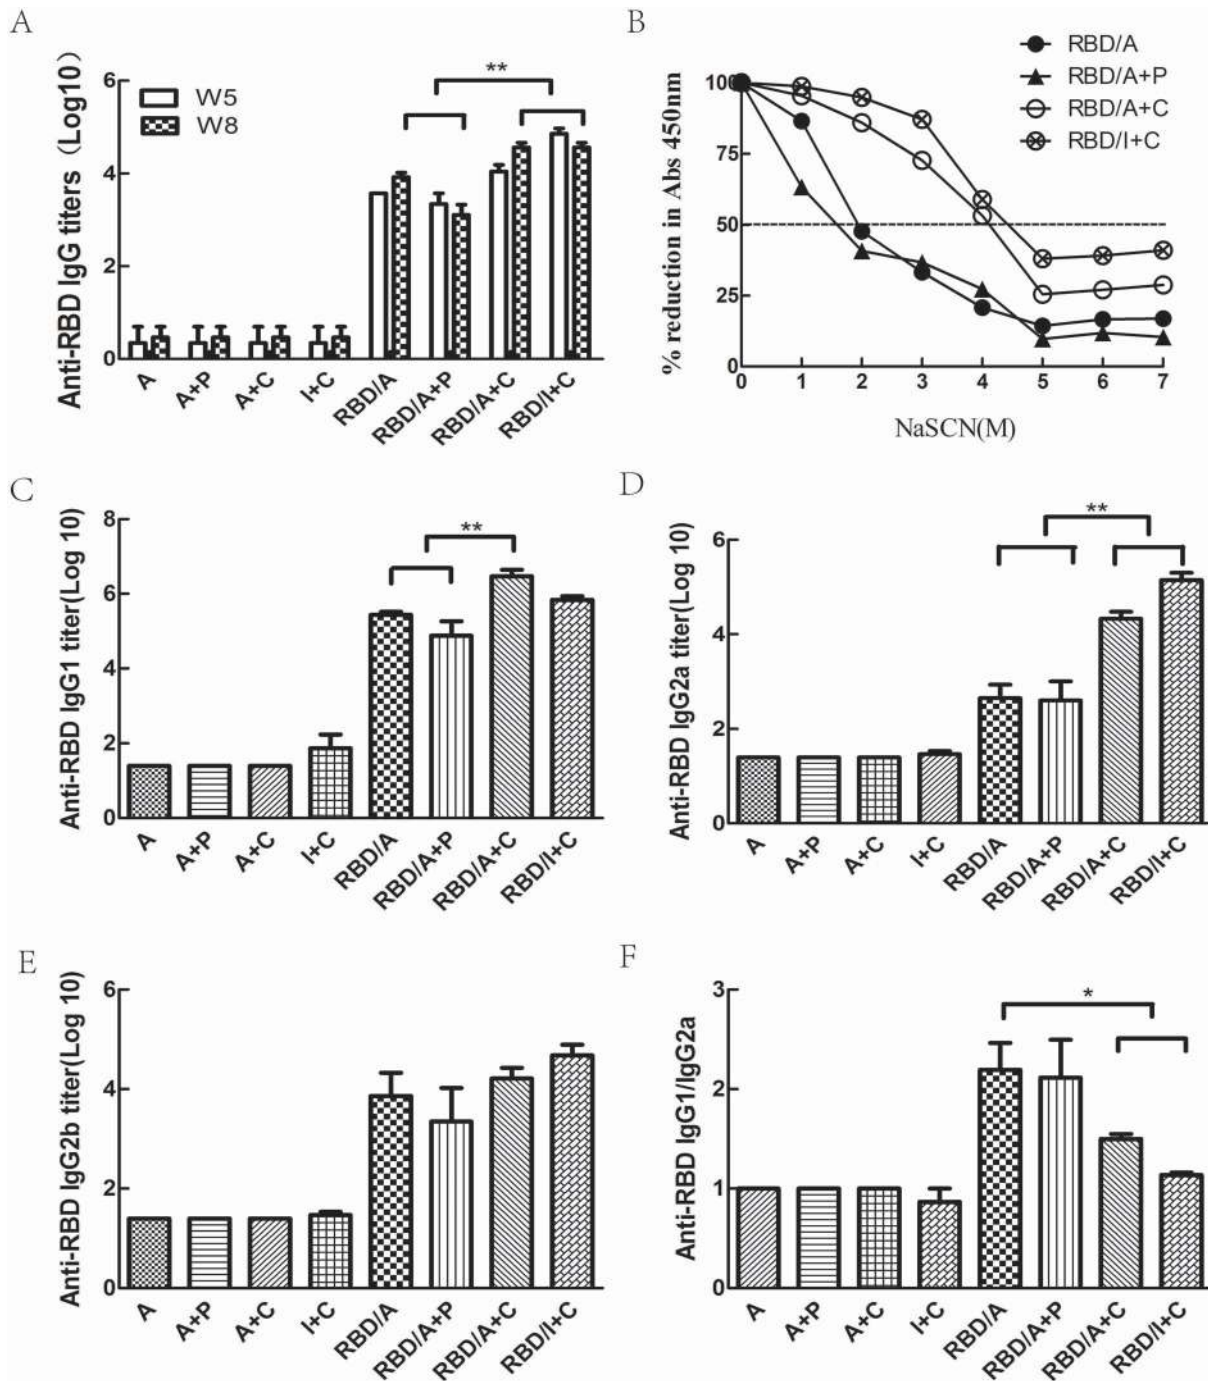 A
Anti-RBD IgG titers (Log10)
W5
W8
**
6
4
2
0
A
A+P
A+C
I+C
RBD/A
RBD/A+P
RBD/A+C
RBD/I+C
B
% reduction in Abs 450nm
RBD/A
RBD/A+P
RBD/A+C
RBD/I+C
100
75
50
25
0
0 1 2 3 4 5 6 7
NaSCN(M)
C
Anti-RBD IgG1 titer(Log 10)
**
8
6
4
2
0
A
A+P
A+C
I+C
RBD/A
RBD/A+P
RBD/A+C
RBD/I+C
D
Anti-RBD IgG2a titer(Log 10)
**
6
4
2
0
A
A+P
A+C
I+C
RBD/A
RBD/A+P
RBD/A+C
RBD/I+C
E
Anti-RBD IgG2b titer(Log 10)
6
4
2
0
A
A+P
A+C
I+C
RBD/A
RBD/A+P
RBD/A+C
RBD/I+C
F
Anti-RBD IgG1/IgG2a
*
3
2
1
0
A
A+P
A+C
I+C
RBD/A
RBD/A+P
RBD/A+C
RBD/I+C